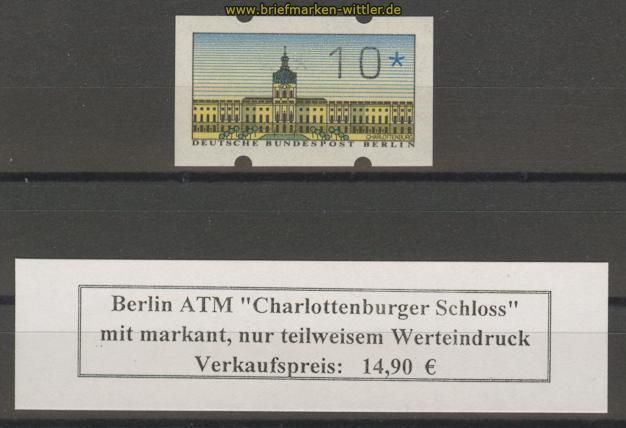 www.briefmarken-wittler.de
10*
CHARLOTTENBURG
DEUTSCHE BUNDESPOST BERLIN
Berlin ATM "Charlottenburger Schloss"
mit markant, nur teilweisem Werteindruck
Verkaufspreis: 14,90 €